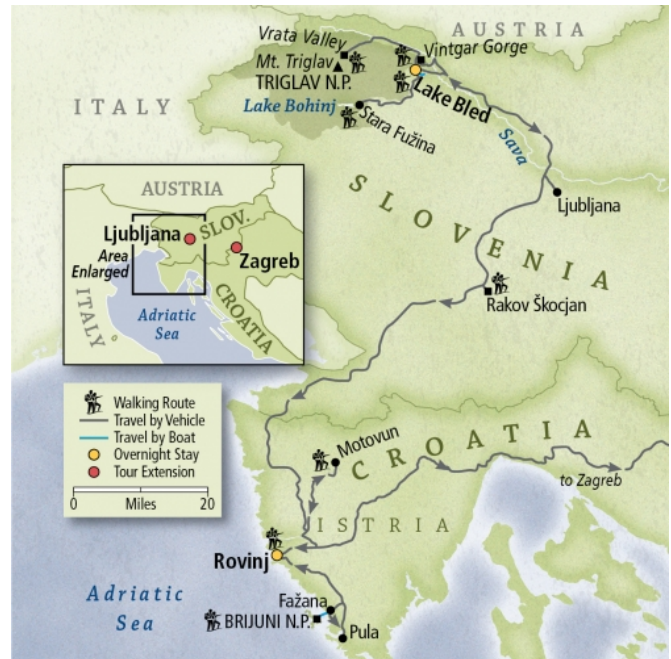 AUSTRIA
Vrata Valley
Vintgar Gorge
Mt. Triglav
TRIGLAV N.P.
ITALY
Lake Bohinj
Lake Bled
Stara Fužina
Sava
SLOVENIA
Ljubljana
Rakov Škocjan
AUSTRIA
Ljubljana
SLOV.
Area
Enlarged
Zagreb
ITALY
Adriatic
Sea
CROATIA
Walking Route
Travel by Vehicle
Travel by Boat
Overnight Stay
Tour Extension
0
20
Miles
Motovun
CROATIA
to Zagreb
ISTRIA
Rovinj
Adriatic
Sea
Fažana
BRIJUNI N.P.
Pula